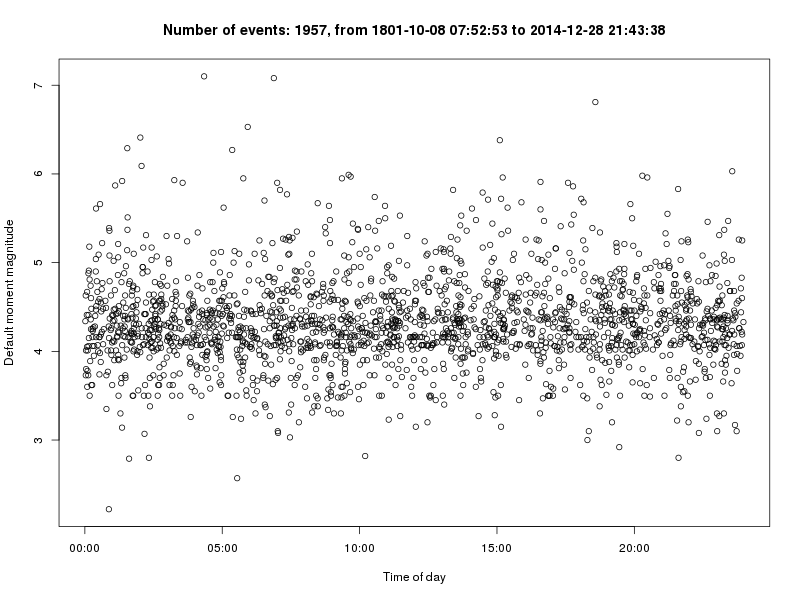 Number of events: 1957, from 1801-10-08 07:52:53 to 2014-12-28 21:43:38
Default moment magnitude
7
6
5
4
3
00:00 05:00 10:00 15:00 20:00
Time of day